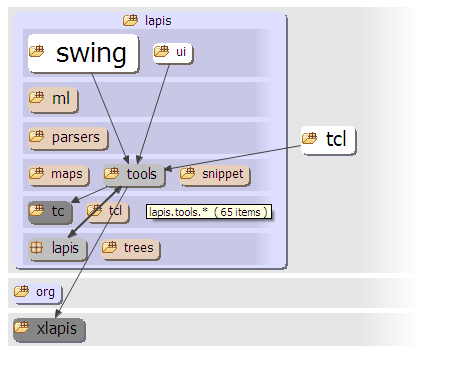 lapis
swing
ui
ml
parsers
tcl
maps
tools
snippet
tc
tcl
lapis.tools.* ( 65 items )
lapis
trees
org
xlapis